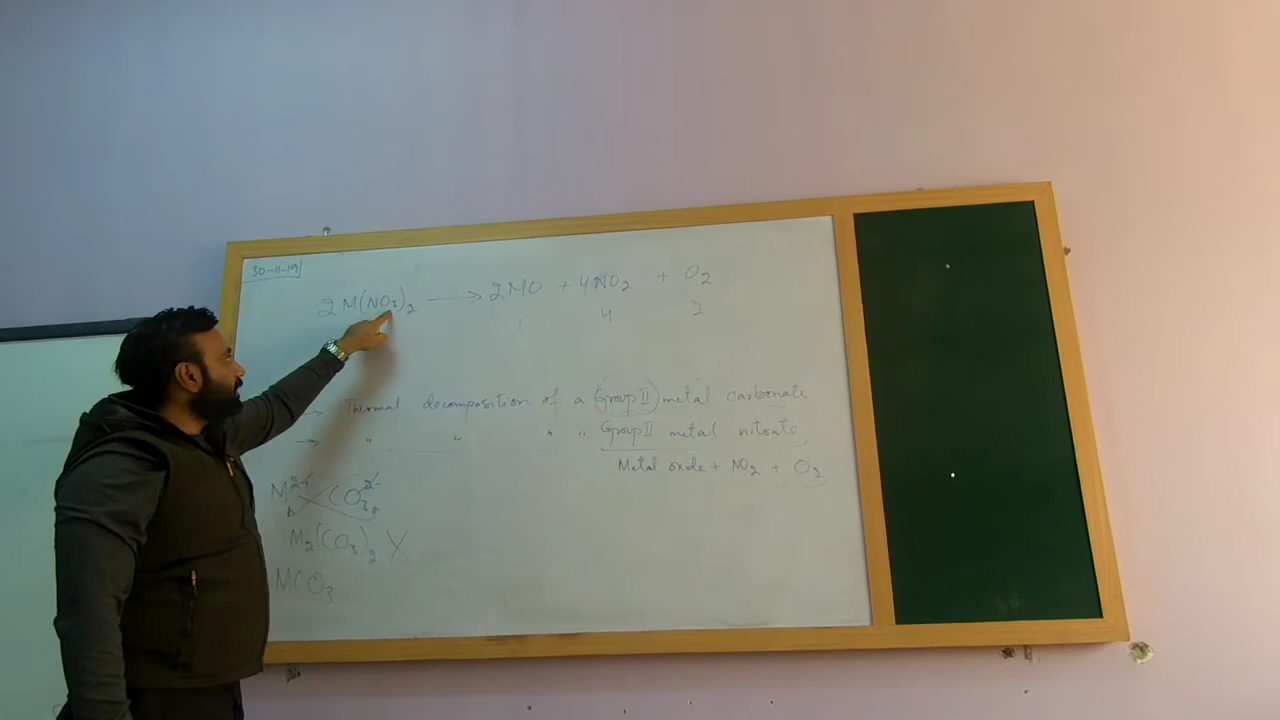 30-11-19
2M(NO3)2 → 2MO + 4NO2 + O2
1 4 2
→ Thermal decomposition of a Group II metal carbonate
→ " " " " Group II metal nitrate
Metal oxide + NO2 + O2
M2+ CO3 2-
M2(CO3)2 X
MCO3